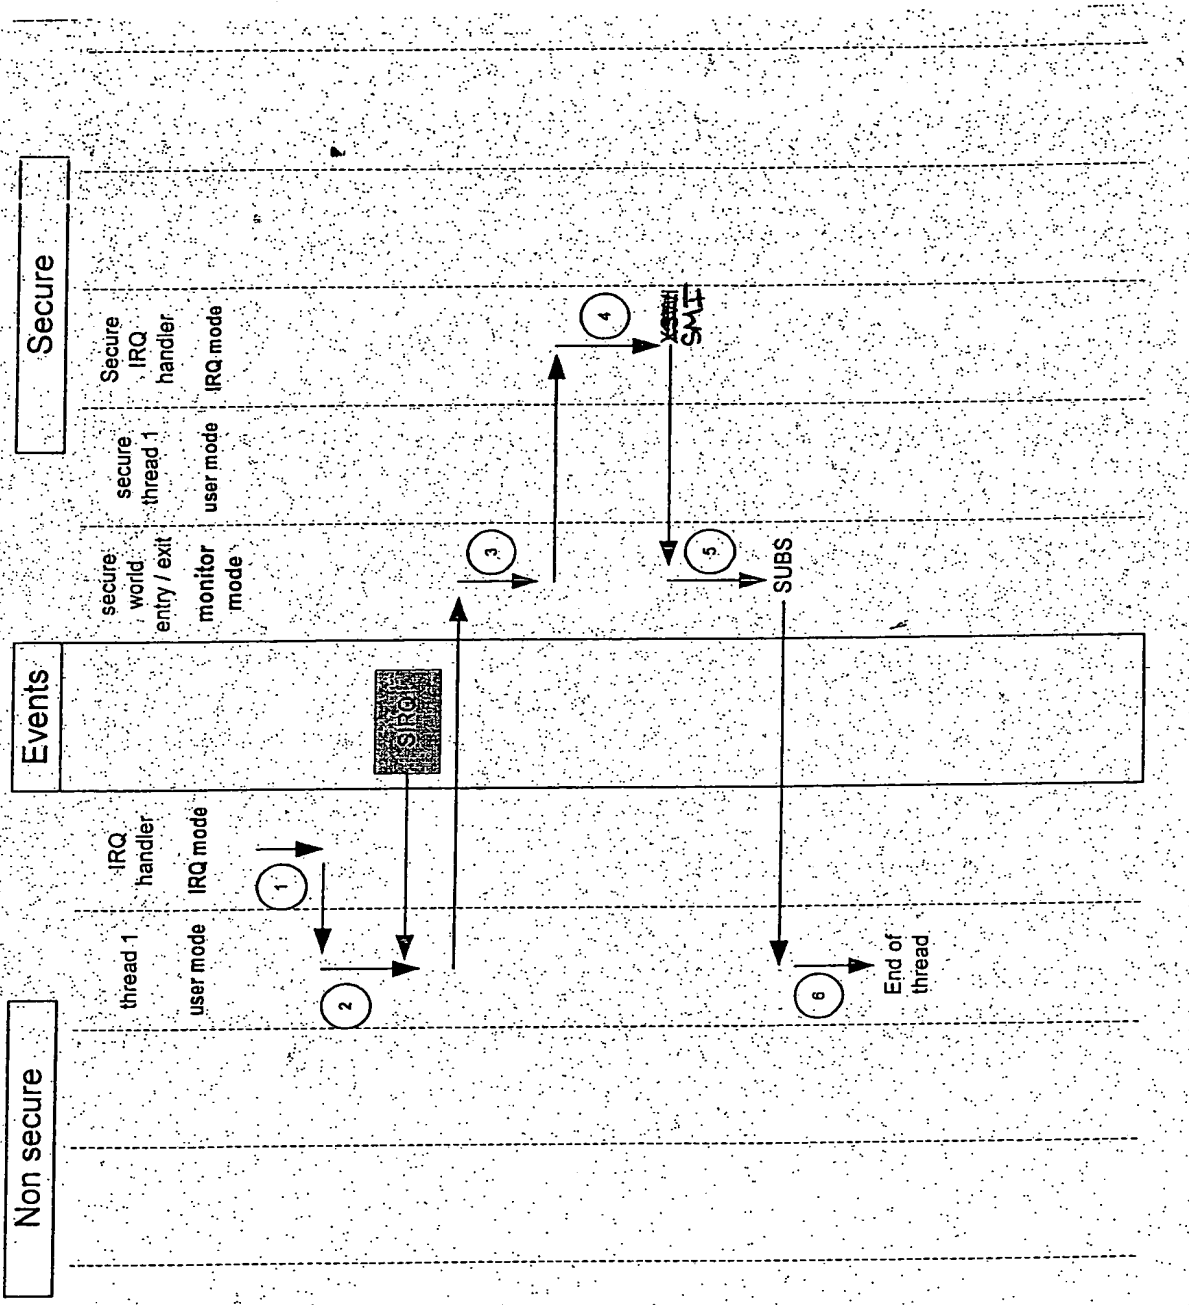 Non secure
Events
Secure
thread 1
user mode
IRQ
handler
IRQ mode
secure
world
entry / exit
monitor
mode
secure
thread 1
user mode
Secure
IRQ
handler
IRQ mode
1
2
SIRQ
3
4
SMI
5
SUBS
6
End of
thread